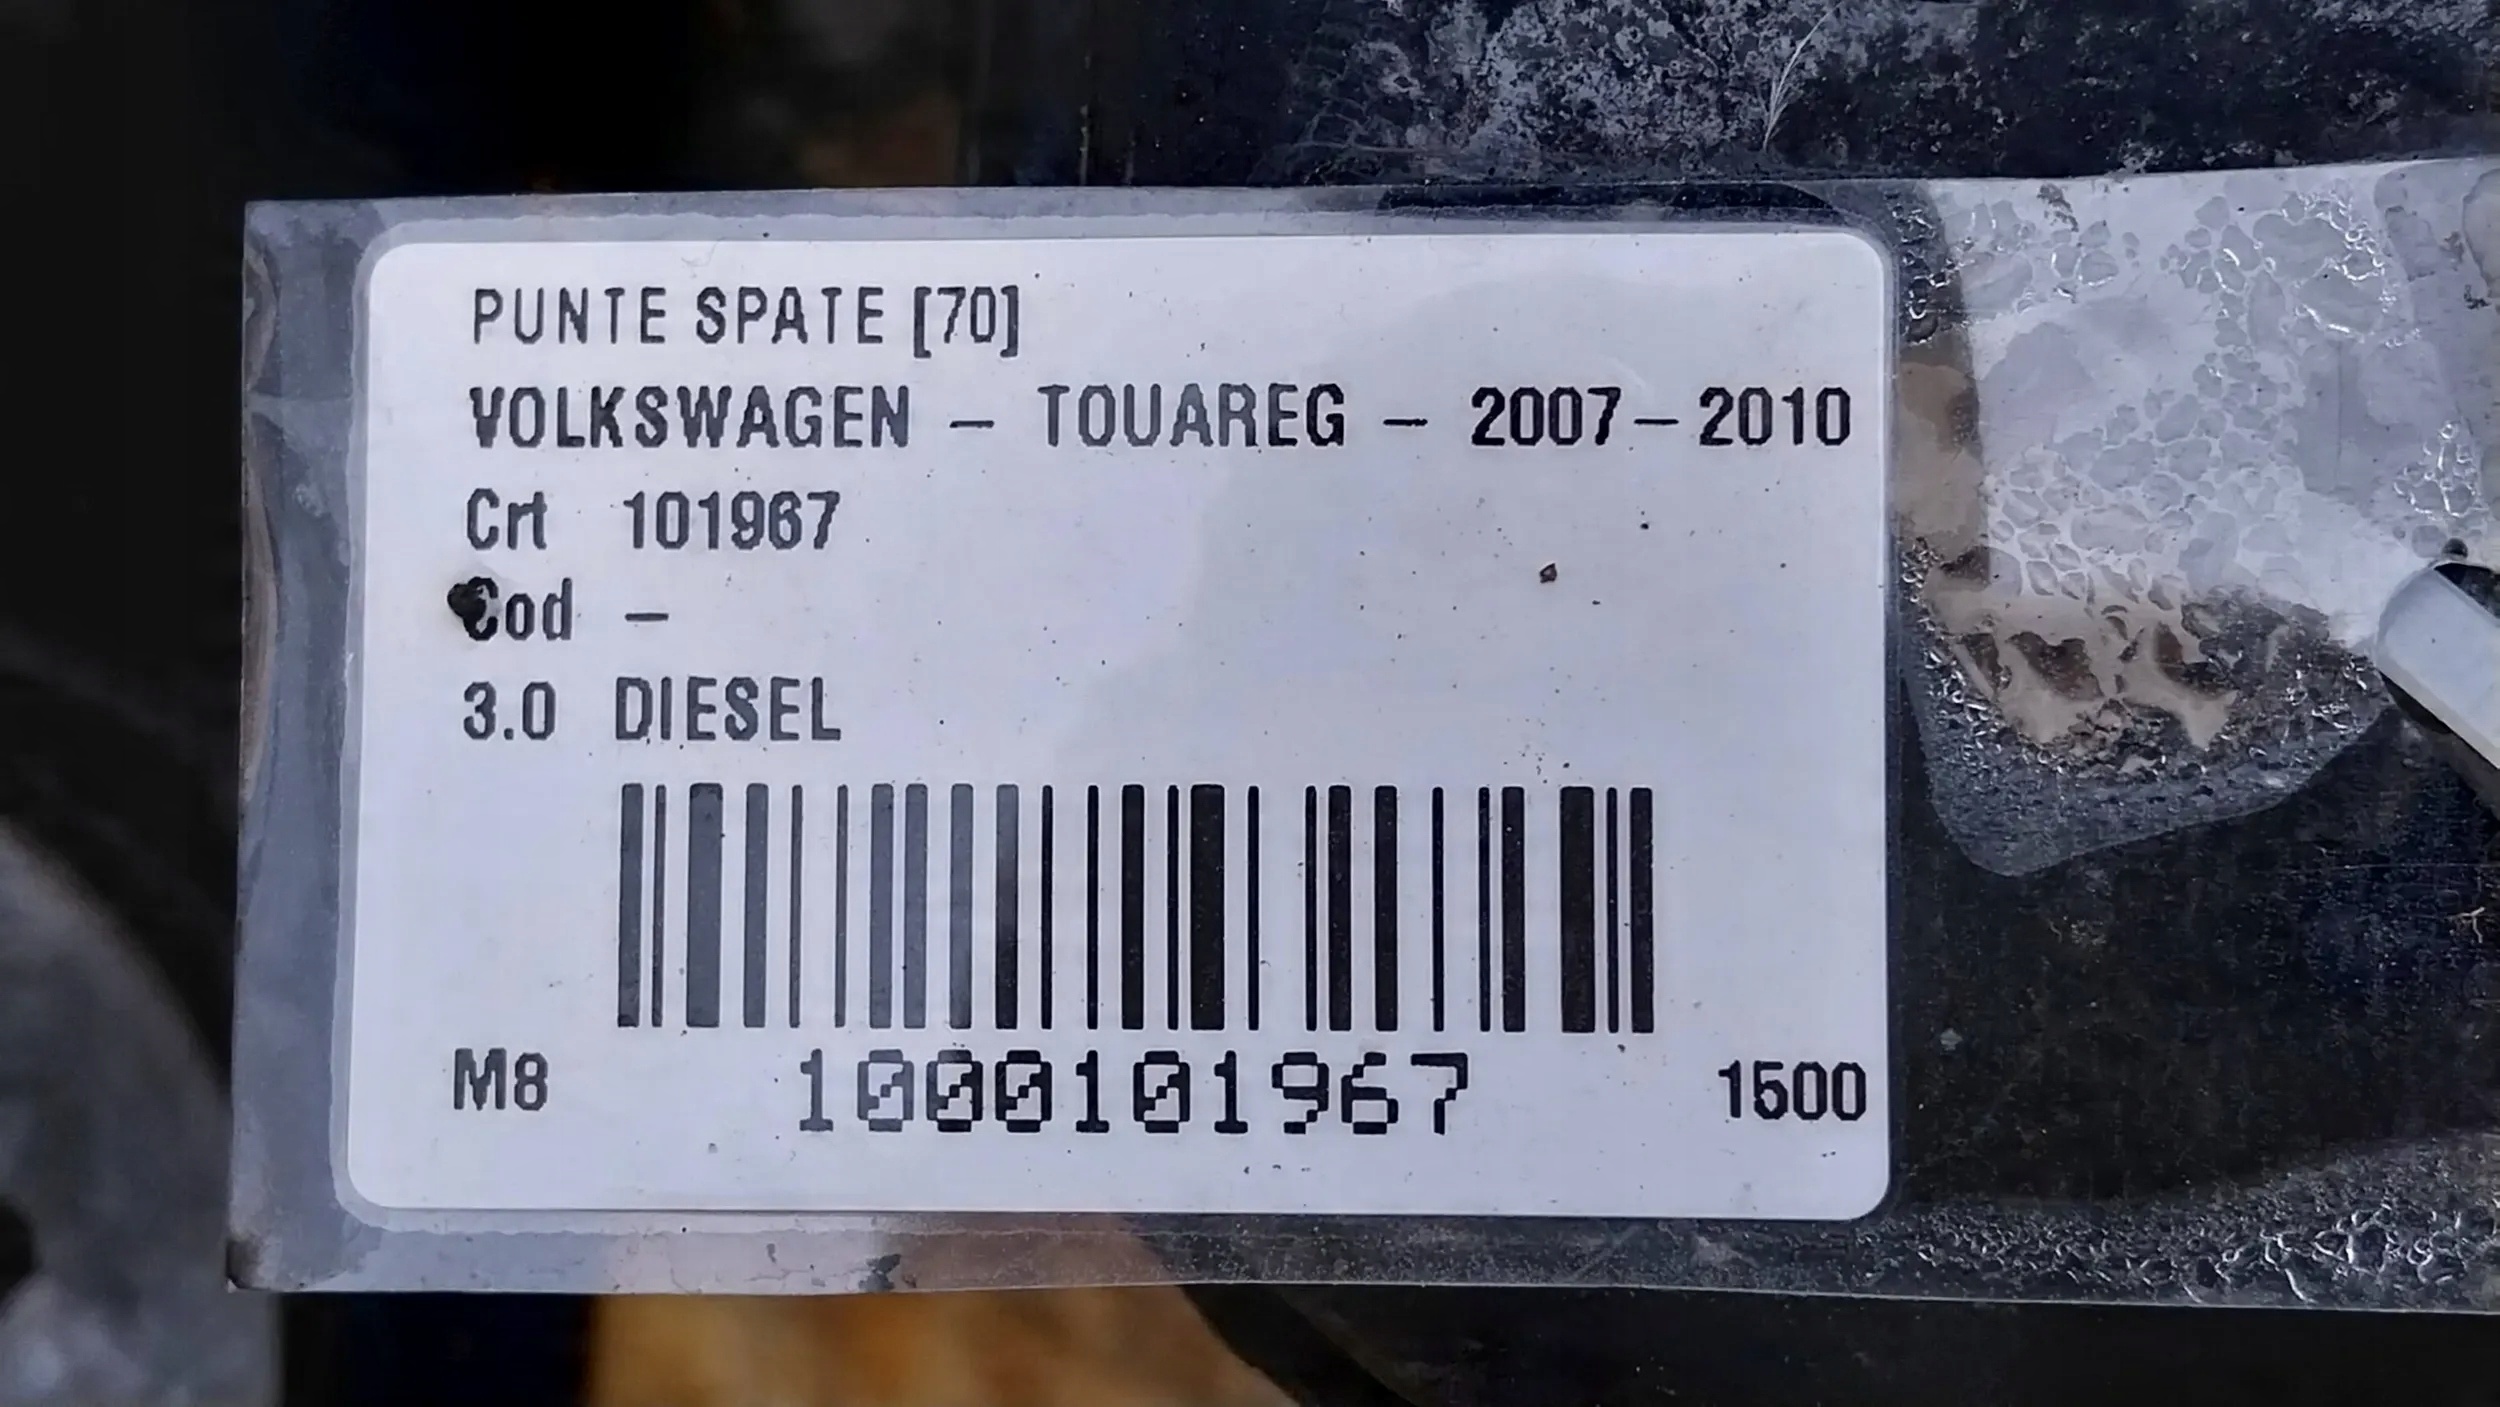 PUNTE SPATE [70]
VOLKSWAGEN - TOUAREG - 2007-2010
Crt 101967
Cod -
3.0 DIESEL
M8 1000101967 1500